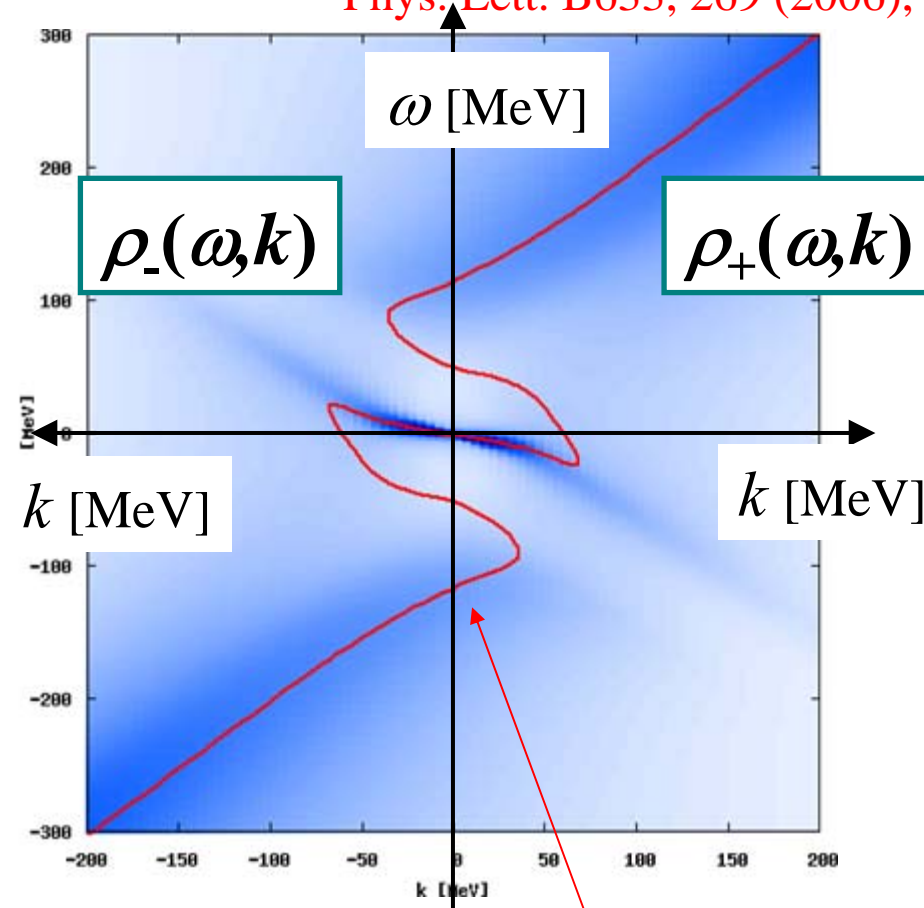 Phys. Lett. B633, 269 (2006),
300
ω [MeV]
200
ρ-(ω,k)
ρ+(ω,k)
100
[MeV]
0
k [MeV]
k [MeV]
-100
-200
-300
-200 -150 -100 -50 0 50 100 150 200
k [MeV]